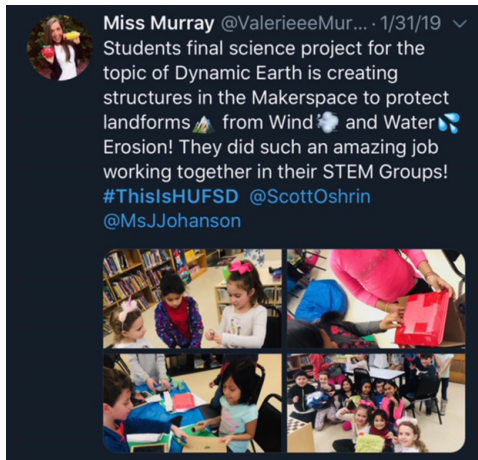 Miss Murray @ValerieeeMur... · 1/31/19
Students final science project for the
topic of Dynamic Earth is creating
structures in the Makerspace to protect
landforms🏔️ from Wind🌬️ and Water💦
Erosion! They did such an amazing job
working together in their STEM Groups!
#ThisIsHUFSD @ScottOshrin
@MsJJohanson